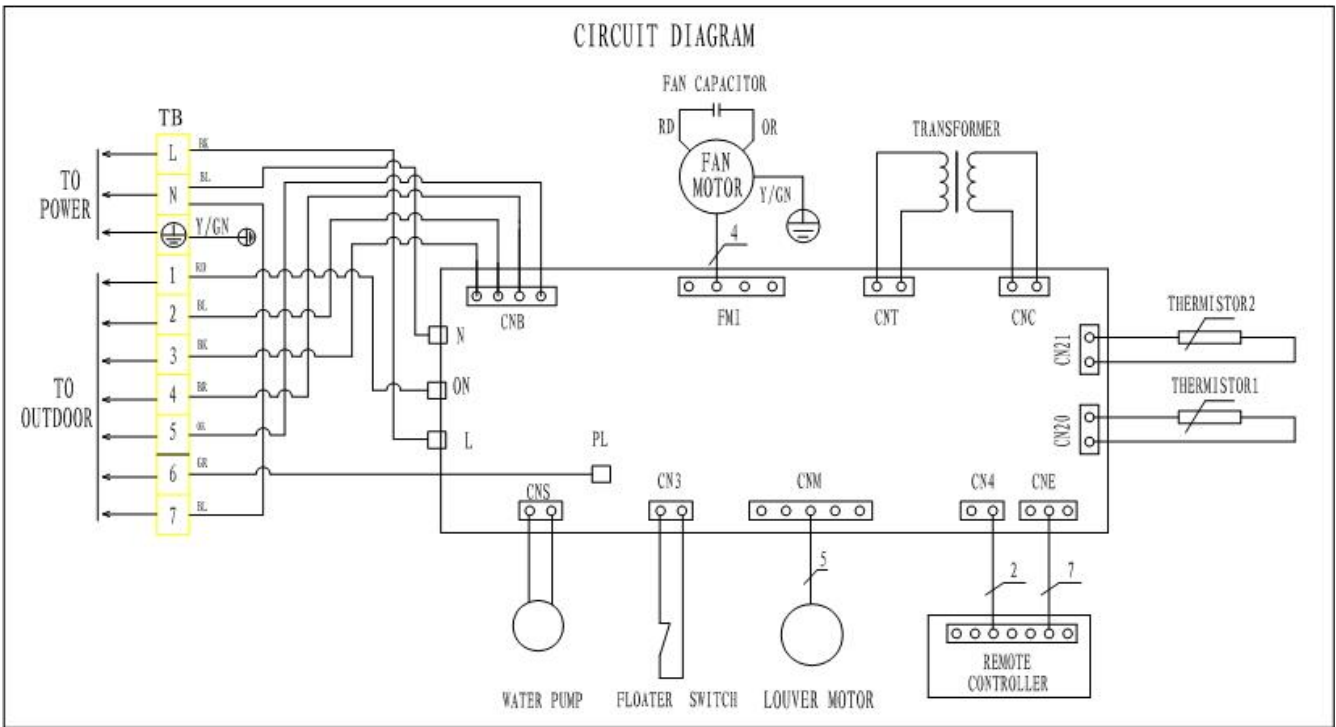 CIRCUIT DIAGRAM
FAN CAPACITOR
RD
OR
FAN
MOTOR
Y/GN
4
TRANSFORMER
TB
L
BK
N
BL
Y/GN
TO
POWER
1
RD
2
BL
3
BK
4
BR
5
OR
6
GR
7
BL
TO
OUTDOOR
CNB
FM1
CNT
CNC
N
ON
L
PL
CN21
THERMISTOR2
CN20
THERMISTOR1
CNS
CN3
CNM
CN4
CNE
5
2
7
WATER PUMP
FLOATER SWITCH
LOUVER MOTOR
REMOTE
CONTROLLER